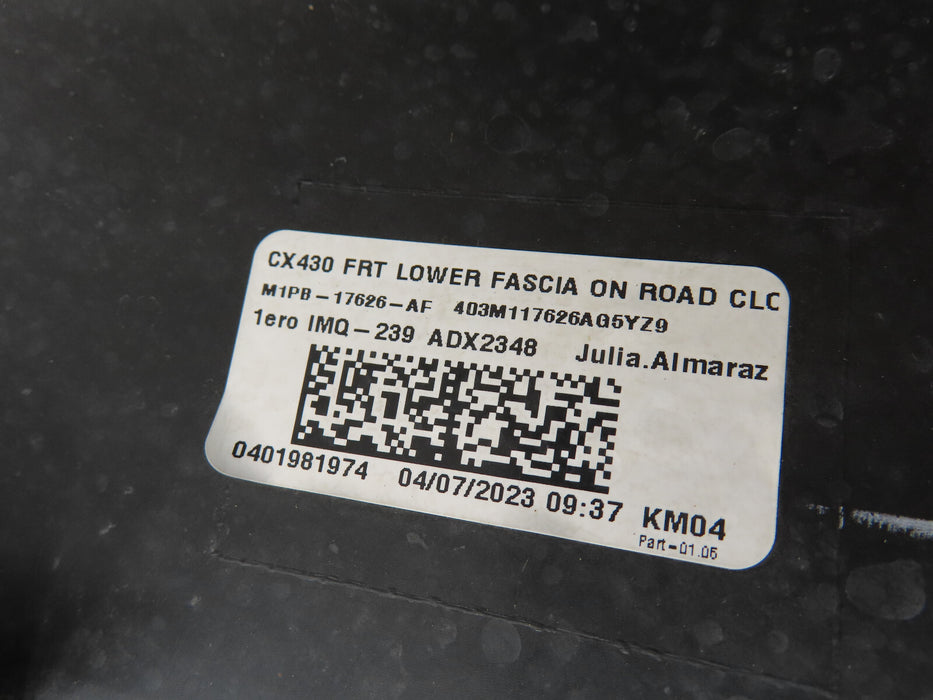 CX430 FRT LOWER FASCIA ON ROAD CLC
M1PB-17626-AF 403M117626AG5YZ9
1ero IMQ-239 ADX2348 Julia.Almaraz
0401981974 04/07/2023 09:37 KM04
Part-01.05